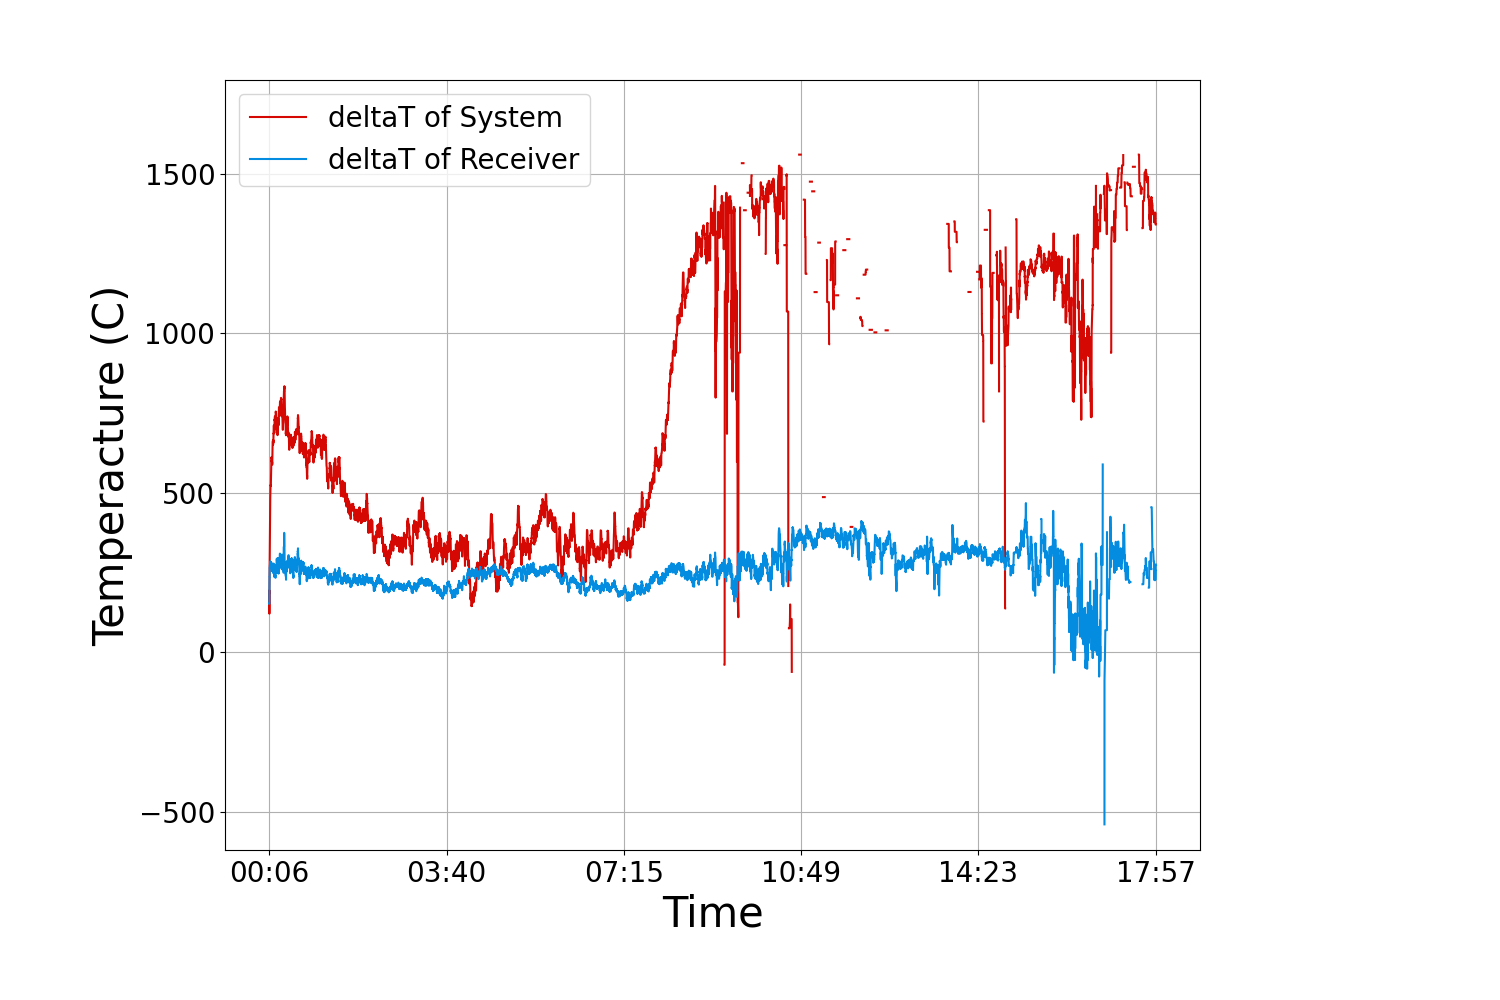 deltaT of System
deltaT of Receiver
1500
1000
500
0
−500
Temperacture (C)
00:06 03:40 07:15 10:49 14:23 17:57
Time